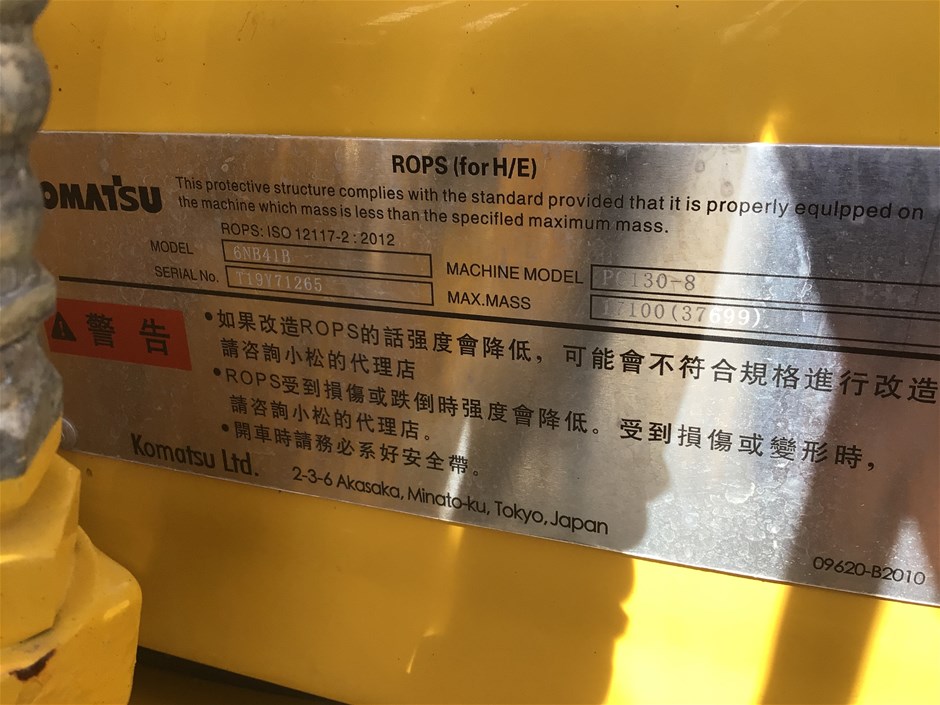 ROPS (for H/E)
KOMATSU
This protective structure complies with the standard provided that it is properly equipped on
the machine which mass is less than the specified maximum mass.
ROPS: ISO 12117-2 : 2012
MODEL 6NB41B MACHINE MODEL PC130-8
SERIAL No. T19Y71265 MAX.MASS 17100(37699)
警告
•如果改造ROPS的話强度會降低，可能會不符合規格進行改造
請咨詢小松的代理店
•ROPS受到損傷或跌倒時强度會降低。受到損傷或變形時，
請咨詢小松的代理店。
•開車時請務必系好安全帶。
Komatsu Ltd. 2-3-6 Akasaka, Minato-ku, Tokyo, Japan
09620-B2010